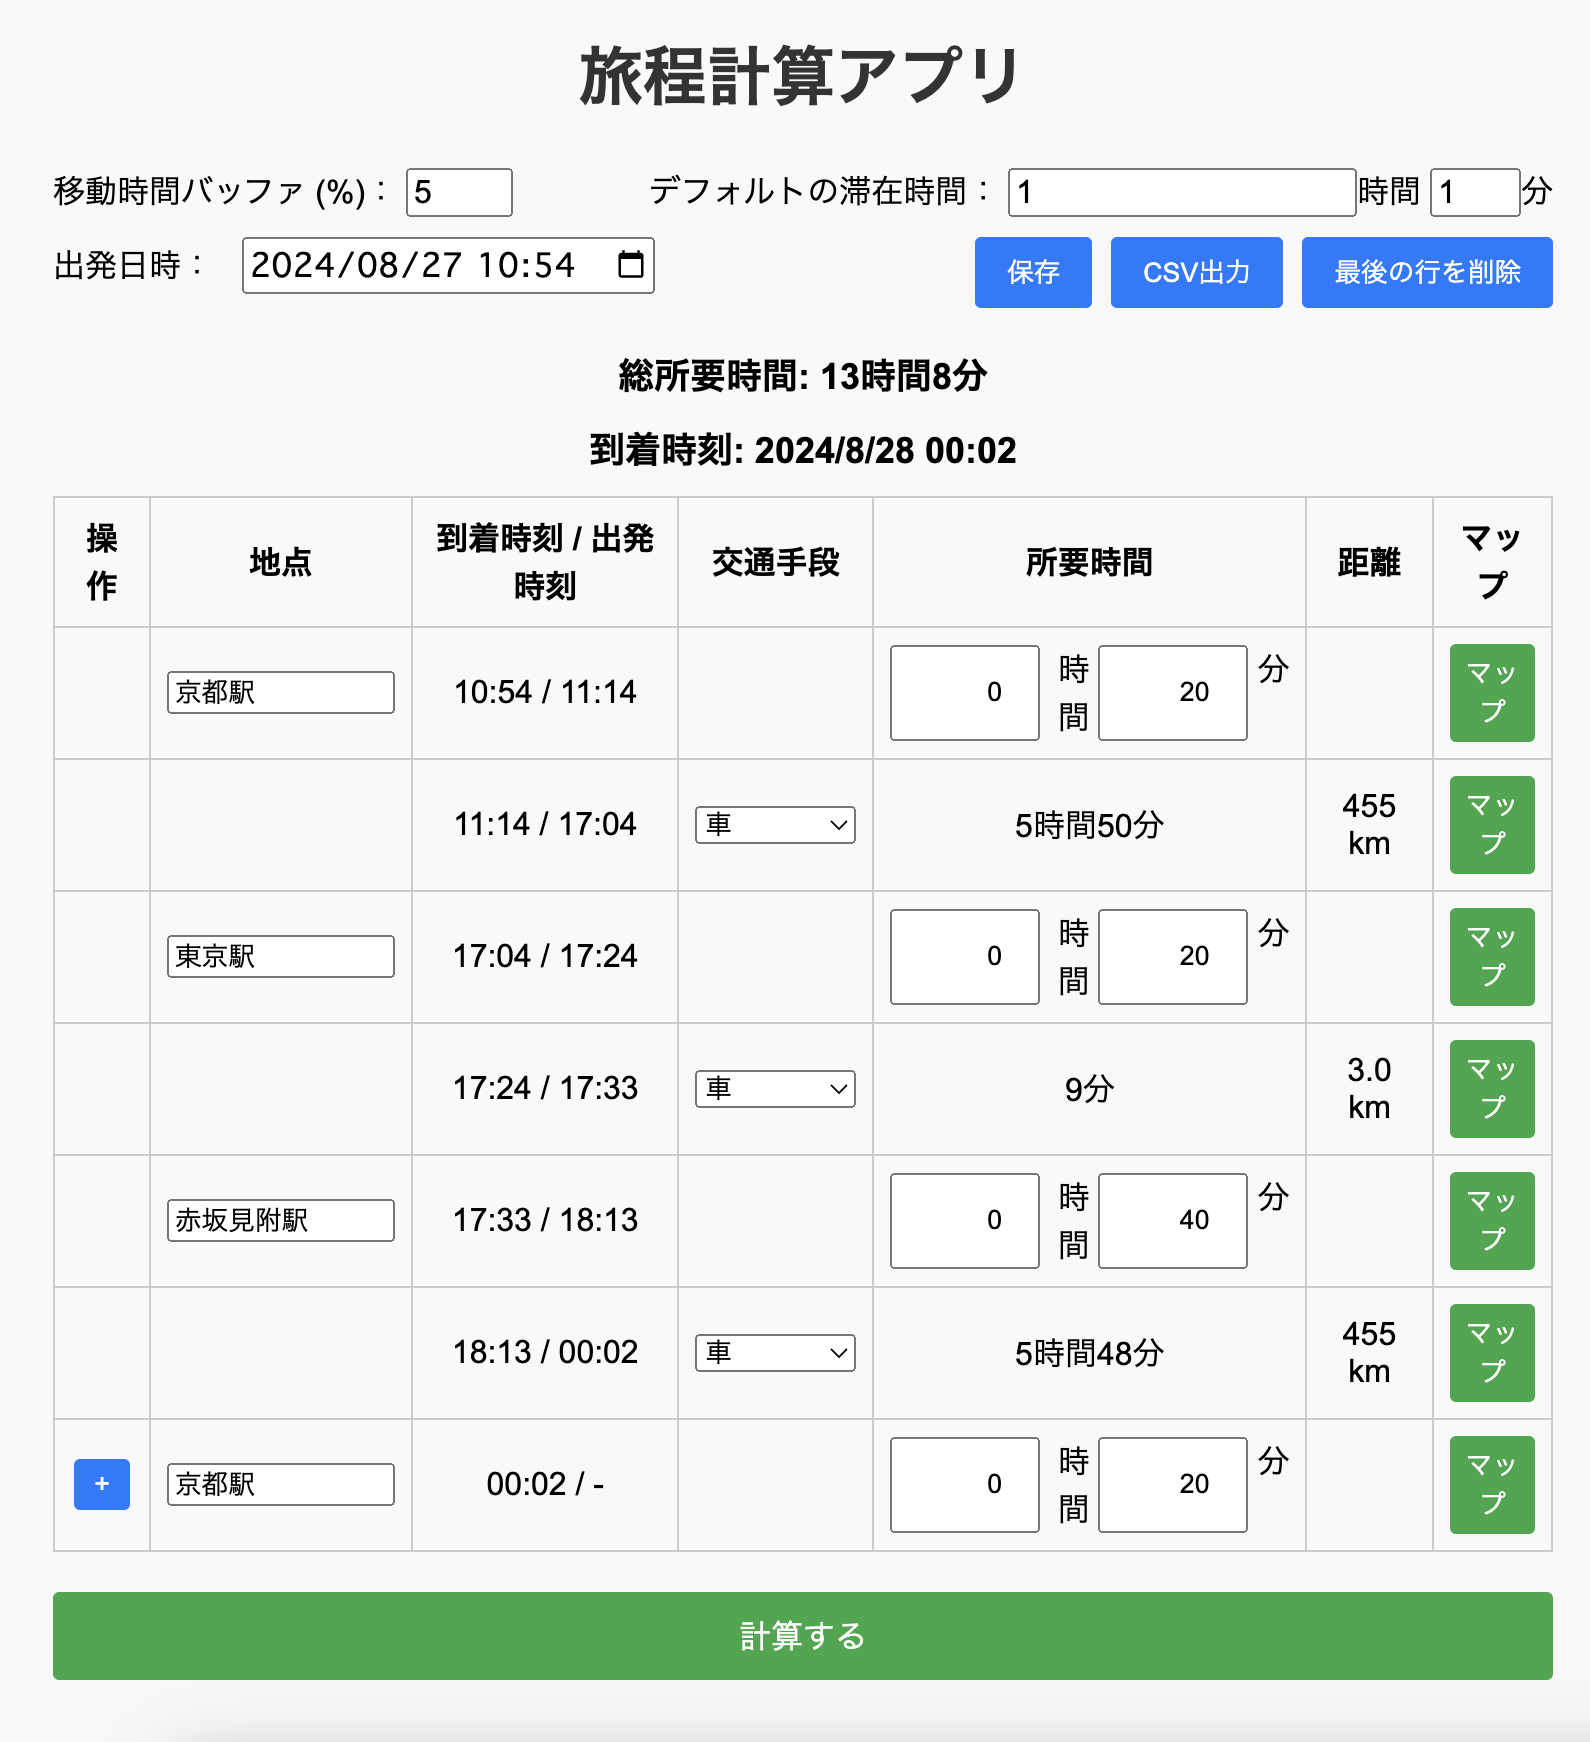 旅程計算アプリ
移動時間バッファ (%)： 5 デフォルトの滞在時間： 1 時間 1 分
出発日時： 2024/08/27 10:54 保存 CSV出力 最後の行を削除
総所要時間: 13時間8分
到着時刻: 2024/8/28 00:02
操作 地点 到着時刻 / 出発時刻 交通手段 所要時間 距離 マップ
京都駅 10:54 / 11:14 0 時間 20 分 マップ
11:14 / 17:04 車 5時間50分 455 km マップ
東京駅 17:04 / 17:24 0 時間 20 分 マップ
17:24 / 17:33 車 9分 3.0 km マップ
赤坂見附駅 17:33 / 18:13 0 時間 40 分 マップ
18:13 / 00:02 車 5時間48分 455 km マップ
+ 京都駅 00:02 / - 0 時間 20 分 マップ
計算する